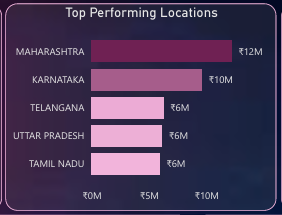 Top Performing Locations
MAHARASHTRA ₹12M
KARNATAKA ₹10M
TELANGANA ₹6M
UTTAR PRADESH ₹6M
TAMIL NADU ₹6M
₹0M ₹5M ₹10M